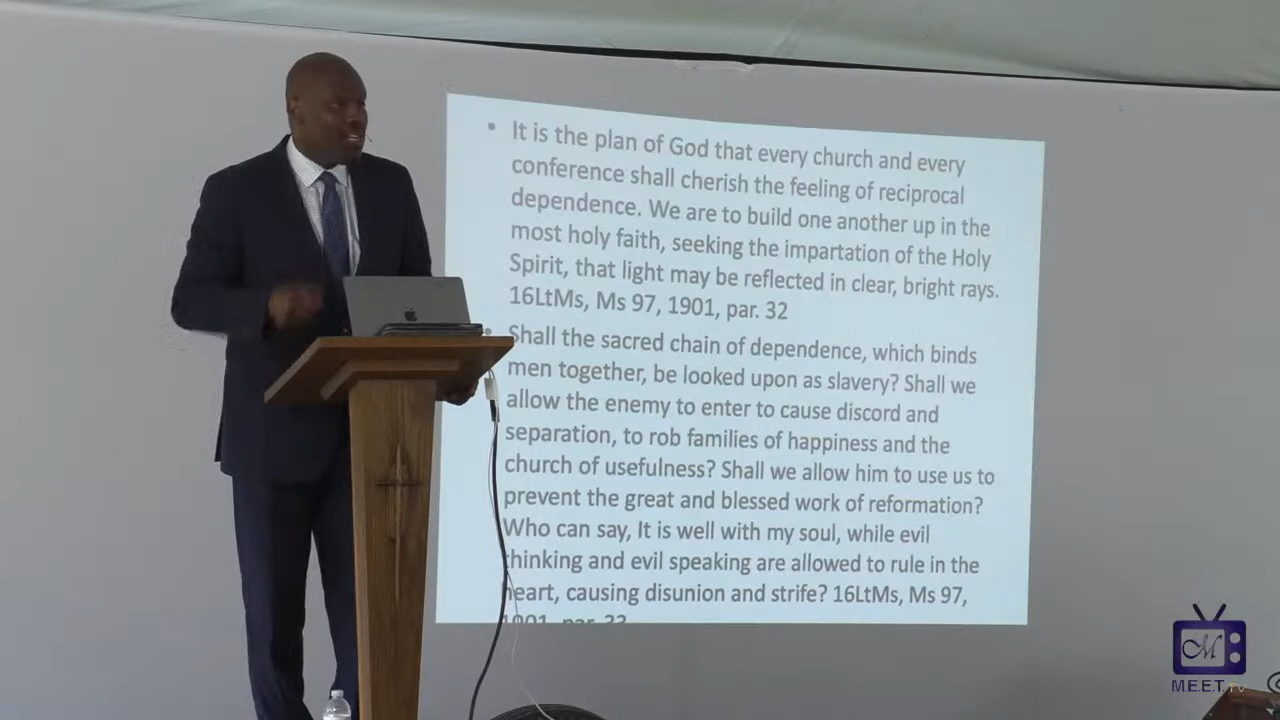 • It is the plan of God that every church and every
conference shall cherish the feeling of reciprocal
dependence. We are to build one another up in the
most holy faith, seeking the impartation of the Holy
Spirit, that light may be reflected in clear, bright rays.
16LtMs, Ms 97, 1901, par. 32
• Shall the sacred chain of dependence, which binds
men together, be looked upon as slavery? Shall we
allow the enemy to enter to cause discord and
separation, to rob families of happiness and the
church of usefulness? Shall we allow him to use us to
prevent the great and blessed work of reformation?
Who can say, It is well with my soul, while evil
thinking and evil speaking are allowed to rule in the
heart, causing disunion and strife? 16LtMs, Ms 97,
1901, par. 33
M
M.E.E.T. TV